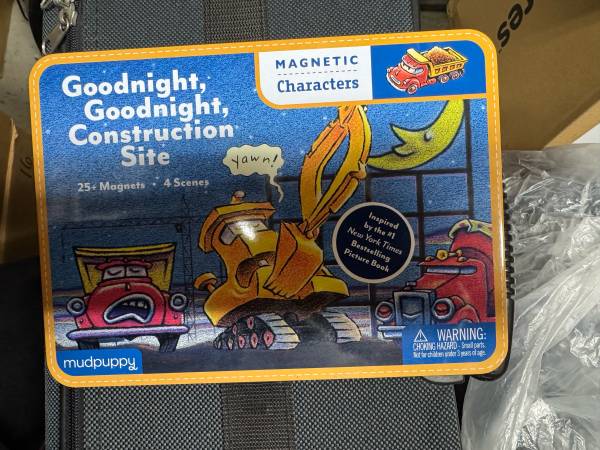 Goodnight,
Goodnight,
Construction
Site
25+ Magnets • 4 Scenes
MAGNETIC
Characters
yawn!
Inspired
by the #1
New York Times
Bestselling
Picture Book
WARNING:
CHOKING HAZARD - Small parts.
Not for children under 3 years of age.
mudpuppy